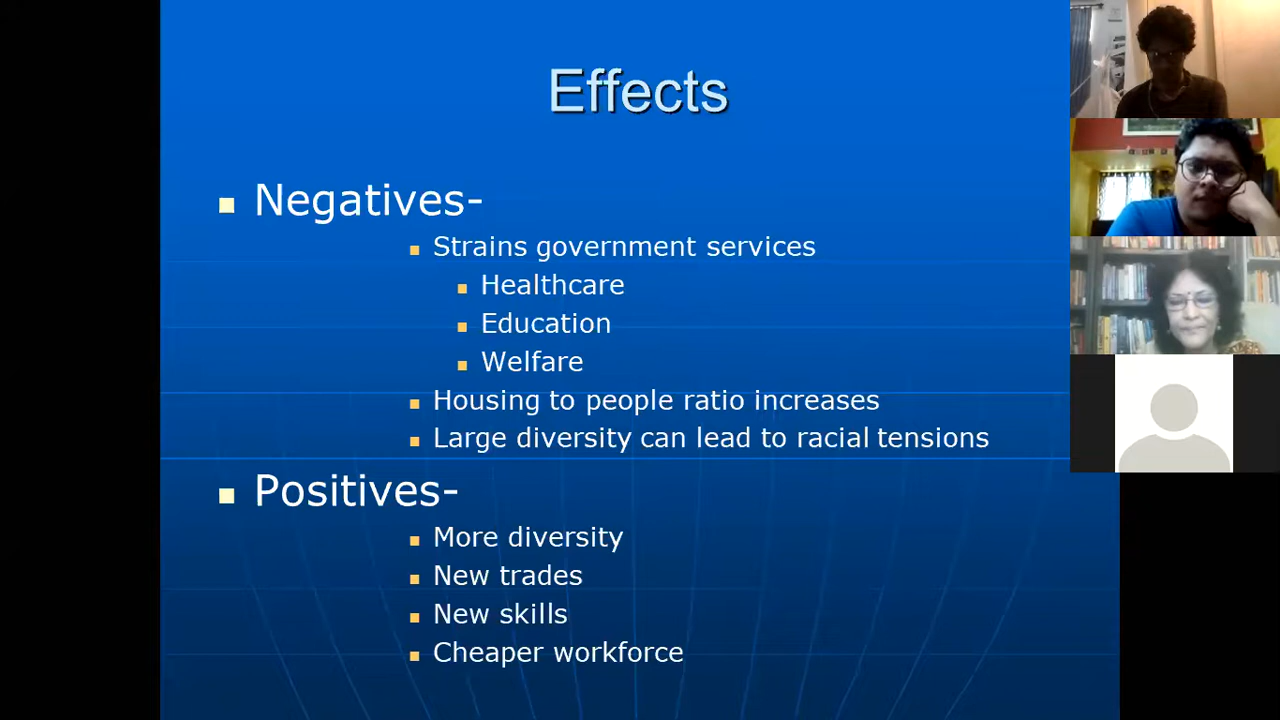 Effects
Negatives-
Strains government services
Healthcare
Education
Welfare
Housing to people ratio increases
Large diversity can lead to racial tensions
Positives-
More diversity
New trades
New skills
Cheaper workforce